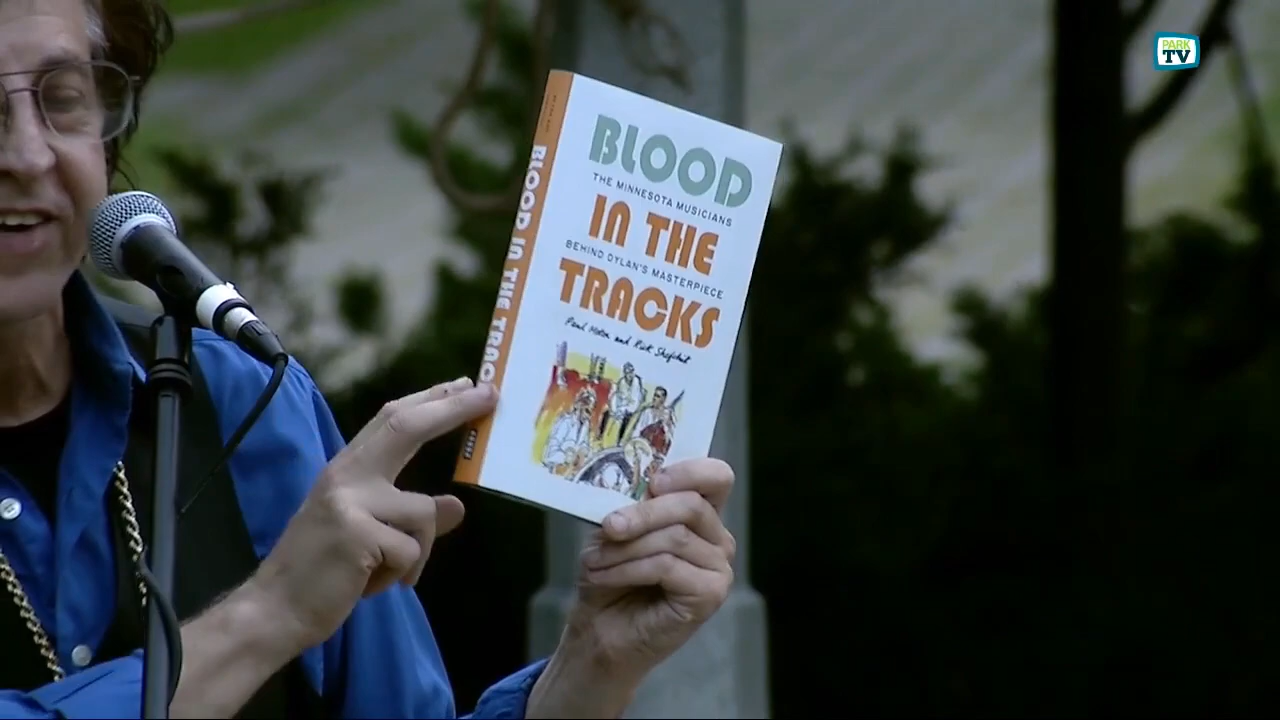 PARK
TV
BLOOD
THE MINNESOTA MUSICIANS
IN THE
BEHIND DYLAN'S MASTERPIECE
TRACKS
Paul Metsa and Rick Shefchik
BLOOD IN THE TRACKS